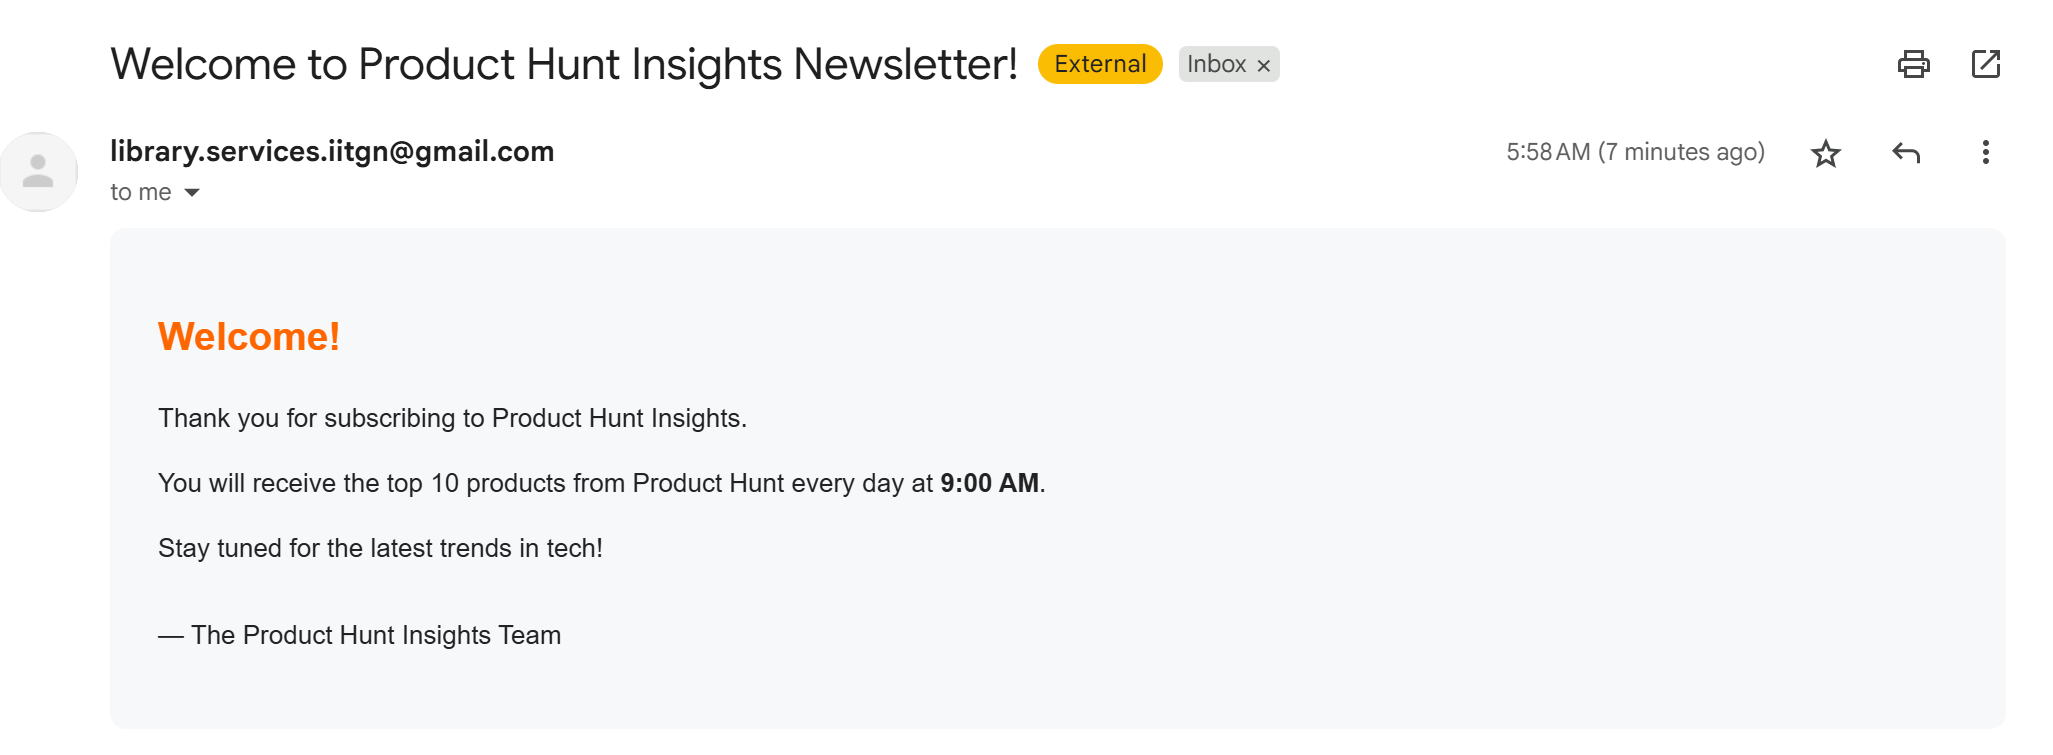 Welcome to Product Hunt Insights Newsletter! External Inbox ×
library.services.iitgn@gmail.com 5:58 AM (7 minutes ago)
to me
Welcome!
Thank you for subscribing to Product Hunt Insights.
You will receive the top 10 products from Product Hunt every day at 9:00 AM.
Stay tuned for the latest trends in tech!
— The Product Hunt Insights Team